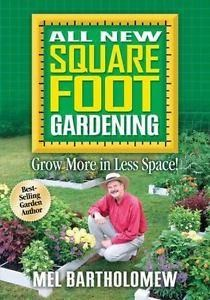 ALL NEW
SQUARE
FOOT
GARDENING
Grow More in Less Space!
Best-
Selling
Garden
Author
MEL BARTHOLOMEW